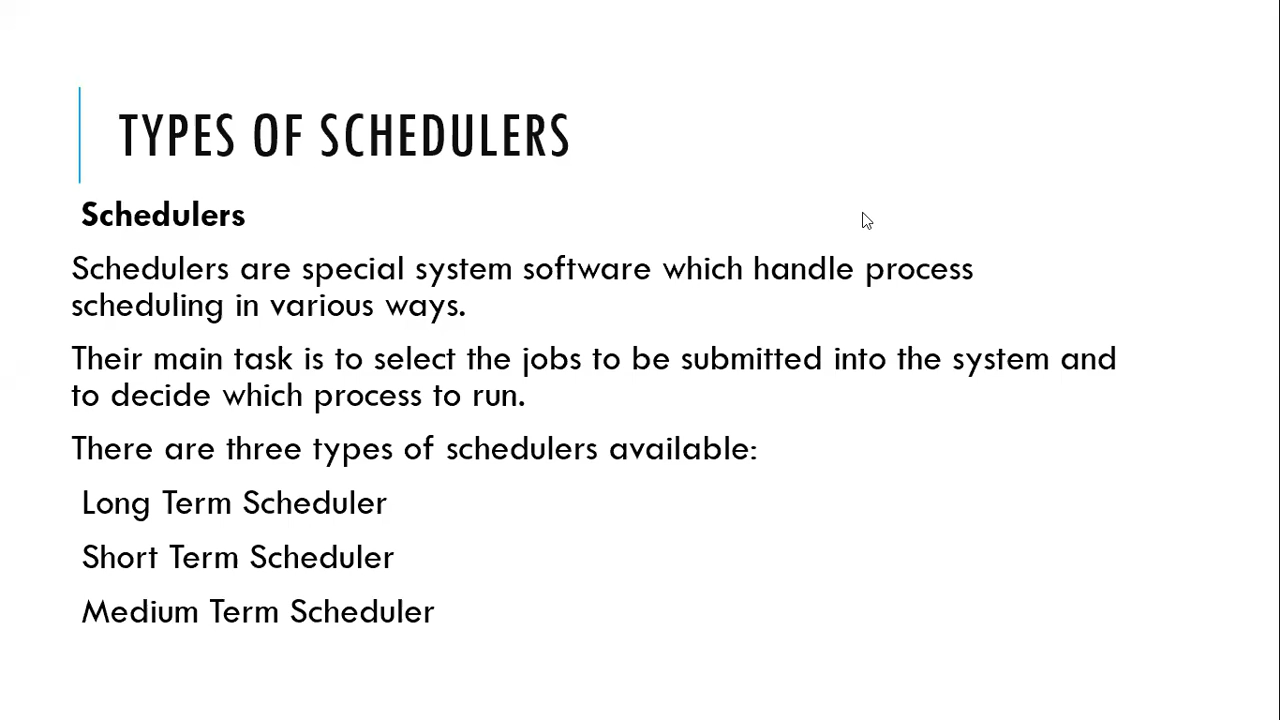 TYPES OF SCHEDULERS
Schedulers
Schedulers are special system software which handle process
scheduling in various ways.
Their main task is to select the jobs to be submitted into the system and
to decide which process to run.
There are three types of schedulers available:
Long Term Scheduler
Short Term Scheduler
Medium Term Scheduler